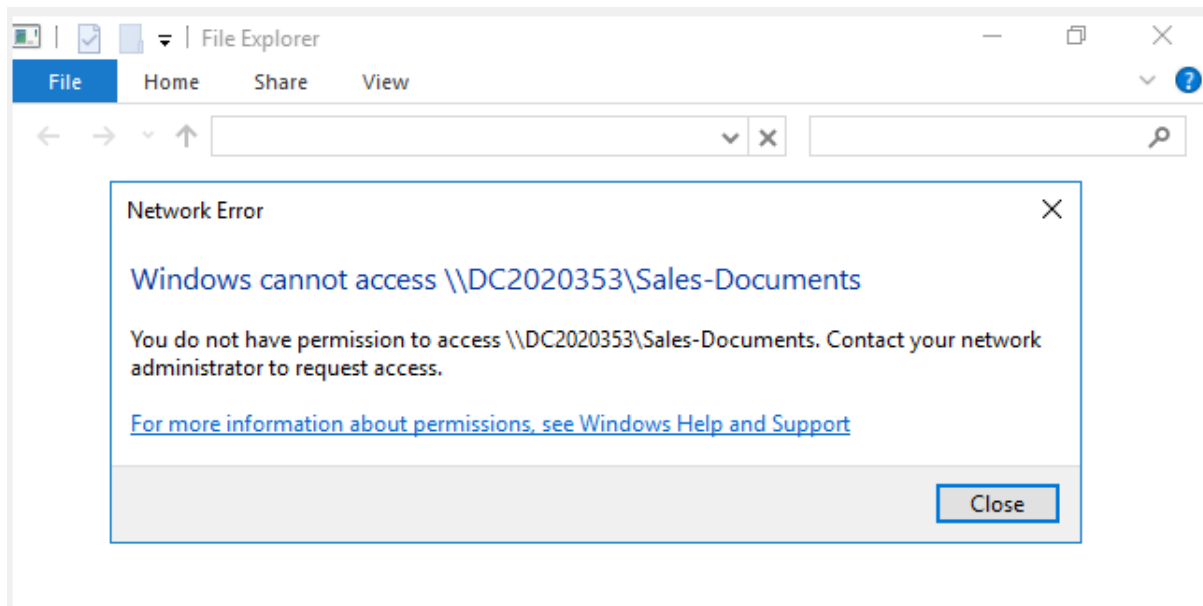 File Explorer
File Home Share View
Network Error
Windows cannot access \\DC2020353\Sales-Documents
You do not have permission to access \\DC2020353\Sales-Documents. Contact your network
administrator to request access.
For more information about permissions, see Windows Help and Support
Close